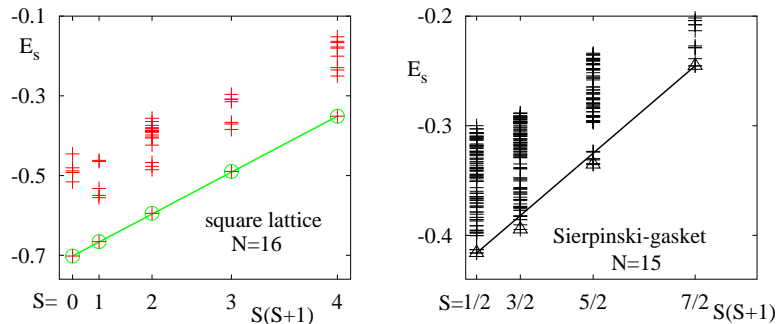 -0.1
E_s
-0.3
-0.5
-0.7
square lattice
N=16
S= 0 1 2 3 4
S(S+1)
-0.2
E_s
-0.3
-0.4
Sierpinski-gasket
N=15
S=1/2 3/2 5/2 7/2 S(S+1)